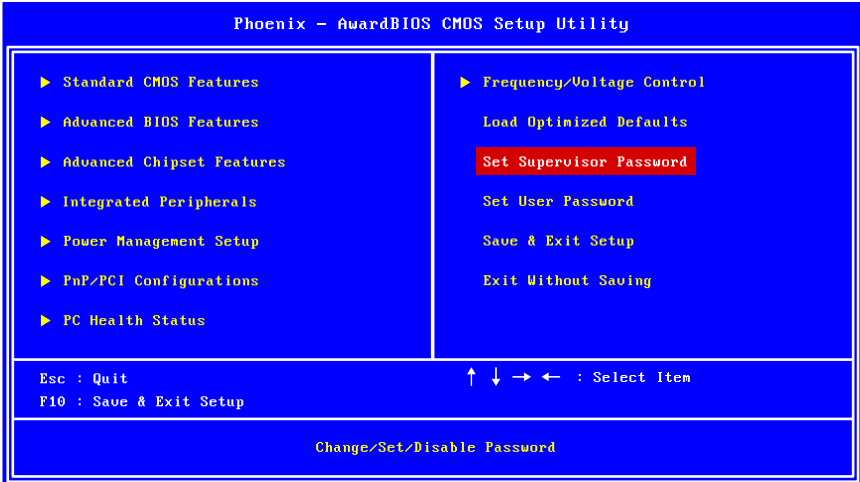 Phoenix – AwardBIOS CMOS Setup Utility
Standard CMOS Features
Advanced BIOS Features
Advanced Chipset Features
Integrated Peripherals
Power Management Setup
PnP/PCI Configurations
PC Health Status
Frequency/Voltage Control
Load Optimized Defaults
Set Supervisor Password
Set User Password
Save & Exit Setup
Exit Without Saving
Esc : Quit
F10 : Save & Exit Setup
↑ ↓ → ← : Select Item
Change/Set/Disable Password